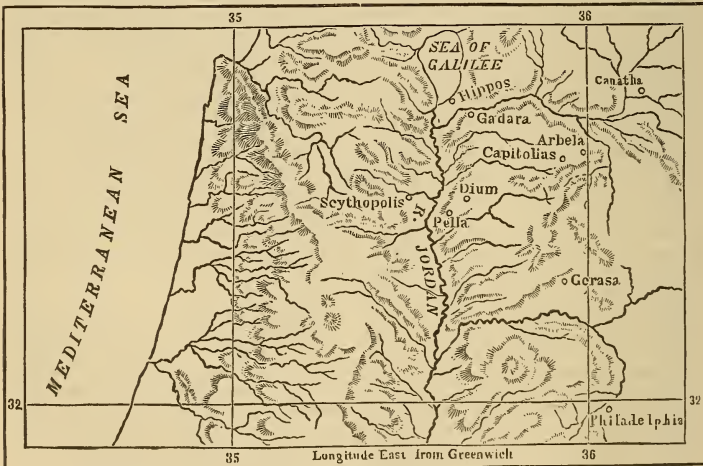 35
36
SEA OF
GALILEE
Canatha
Hippos
Gadara
Arbela
Capitolias
Dium
Scythopolis
Pella
R. JORDAN
Gerasa
MEDITERRANEAN SEA
32
32
Philadelphia
35
Longitude East from Greenwich
36